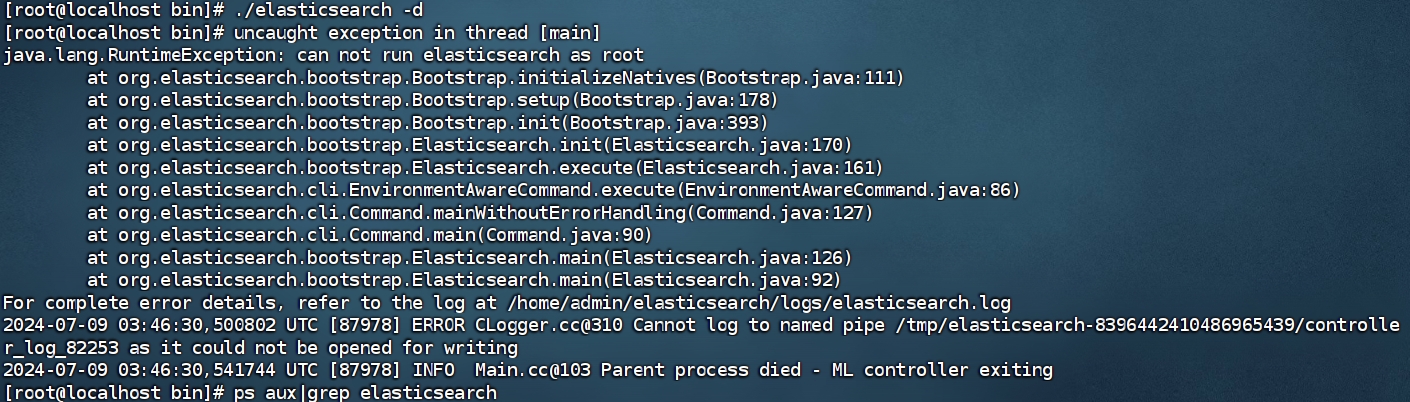 [root@localhost bin]# ./elasticsearch -d
[root@localhost bin]# uncaught exception in thread [main]
java.lang.RuntimeException: can not run elasticsearch as root
        at org.elasticsearch.bootstrap.Bootstrap.initializeNatives(Bootstrap.java:111)
        at org.elasticsearch.bootstrap.Bootstrap.setup(Bootstrap.java:178)
        at org.elasticsearch.bootstrap.Bootstrap.init(Bootstrap.java:393)
        at org.elasticsearch.bootstrap.Elasticsearch.init(Elasticsearch.java:170)
        at org.elasticsearch.bootstrap.Elasticsearch.execute(Elasticsearch.java:161)
        at org.elasticsearch.cli.EnvironmentAwareCommand.execute(EnvironmentAwareCommand.java:86)
        at org.elasticsearch.cli.Command.mainWithoutErrorHandling(Command.java:127)
        at org.elasticsearch.cli.Command.main(Command.java:90)
        at org.elasticsearch.bootstrap.Elasticsearch.main(Elasticsearch.java:126)
        at org.elasticsearch.bootstrap.Elasticsearch.main(Elasticsearch.java:92)
For complete error details, refer to the log at /home/admin/elasticsearch/logs/elasticsearch.log
2024-07-09 03:46:30,500802 UTC [87978] ERROR CLogger.cc@310 Cannot log to named pipe /tmp/elasticsearch-8396442410486965439/controlle
r_log_82253 as it could not be opened for writing
2024-07-09 03:46:30,541744 UTC [87978] INFO  Main.cc@103 Parent process died - ML controller exiting
[root@localhost bin]# ps aux|grep elasticsearch